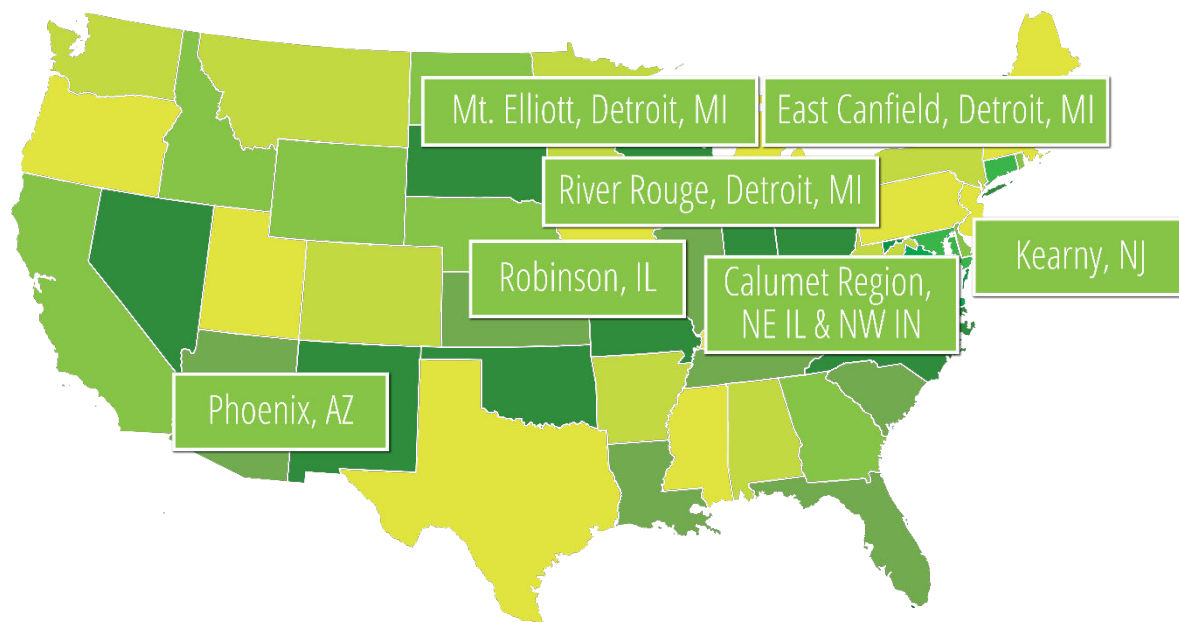 Mt. Elliott, Detroit, MI
East Canfield, Detroit, MI
River Rouge, Detroit, MI
Robinson, IL
Calumet Region,
NE IL & NW IN
Kearny, NJ
Phoenix, AZ